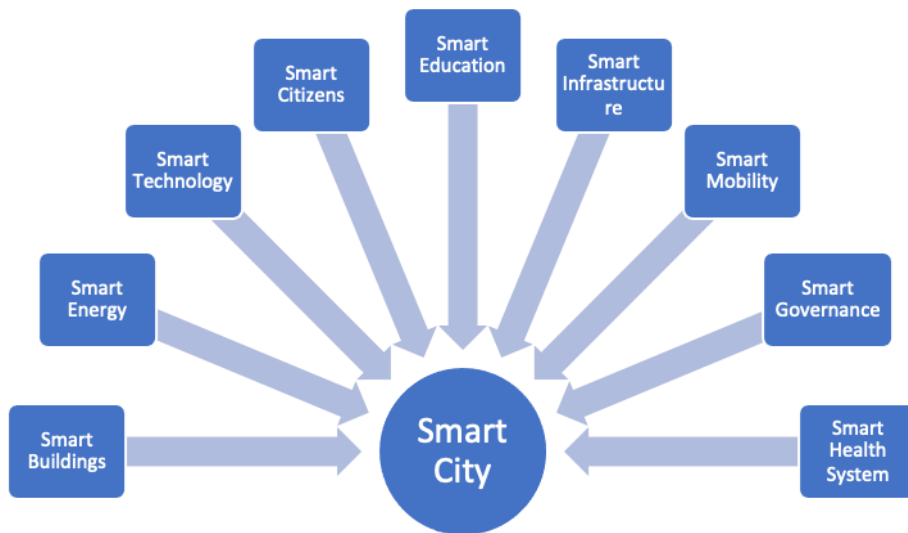 Smart
Education
Smart
Citizens
Smart
Infrastructu
re
Smart
Technology
Smart
Mobility
Smart
Energy
Smart
Governance
Smart
Buildings
Smart
City
Smart
Health
System